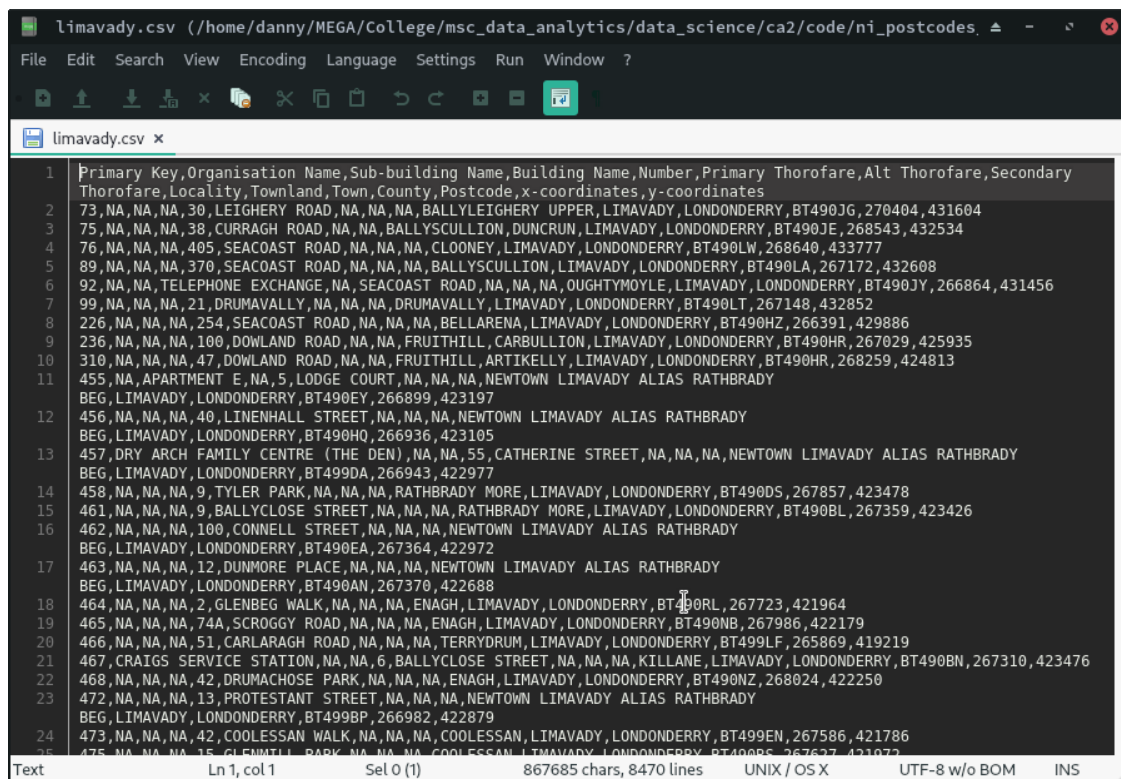 limavady.csv (/home/danny/MEGA/College/msc_data_analytics/data_science/ca2/code/ni_postcodes
File Edit Search View Encoding Language Settings Run Window ?
limavady.csv ×
1 Primary Key,Organisation Name,Sub-building Name,Building Name,Number,Primary Thorofare,Alt Thorofare,Secondary
Thorofare,Locality,Townland,Town,County,Postcode,x-coordinates,y-coordinates
2 73,NA,NA,NA,30,LEIGHERY ROAD,NA,NA,NA,BALLYLEIGHERY UPPER,LIMAVADY,LONDONDERRY,BT490JG,270404,431604
3 75,NA,NA,NA,38,CURRAGH ROAD,NA,NA,BALLYSCULLION,DUNCRUN,LIMAVADY,LONDONDERRY,BT490JE,268543,432534
4 76,NA,NA,NA,405,SEACOAST ROAD,NA,NA,NA,CLOONEY,LIMAVADY,LONDONDERRY,BT490LW,268640,433777
5 89,NA,NA,NA,370,SEACOAST ROAD,NA,NA,NA,BALLYSCULLION,LIMAVADY,LONDONDERRY,BT490LA,267172,432608
6 92,NA,NA,TELEPHONE EXCHANGE,NA,SEACOAST ROAD,NA,NA,NA,OUGHTYMOYLE,LIMAVADY,LONDONDERRY,BT490JY,266864,431456
7 99,NA,NA,NA,21,DRUMAVALLY,NA,NA,NA,DRUMAVALLY,LIMAVADY,LONDONDERRY,BT490LT,267148,432852
8 226,NA,NA,NA,254,SEACOAST ROAD,NA,NA,NA,BELLARENA,LIMAVADY,LONDONDERRY,BT490HZ,266391,429886
9 236,NA,NA,NA,100,DOWLAND ROAD,NA,NA,FRUITHILL,CARBULLION,LIMAVADY,LONDONDERRY,BT490HR,267029,425935
10 310,NA,NA,NA,47,DOWLAND ROAD,NA,NA,FRUITHILL,ARTIKELLY,LIMAVADY,LONDONDERRY,BT490HR,268259,424813
11 455,NA,APARTMENT E,NA,5,LODGE COURT,NA,NA,NA,NEWTOWN LIMAVADY ALIAS RATHBRADY
BEG,LIMAVADY,LONDONDERRY,BT490EY,266899,423197
12 456,NA,NA,NA,40,LINENHALL STREET,NA,NA,NA,NEWTOWN LIMAVADY ALIAS RATHBRADY
BEG,LIMAVADY,LONDONDERRY,BT490HQ,266936,423105
13 457,DRY ARCH FAMILY CENTRE (THE DEN),NA,NA,55,CATHERINE STREET,NA,NA,NA,NEWTOWN LIMAVADY ALIAS RATHBRADY
BEG,LIMAVADY,LONDONDERRY,BT499DA,266943,422977
14 458,NA,NA,NA,9,TYLER PARK,NA,NA,NA,RATHBRADY MORE,LIMAVADY,LONDONDERRY,BT490DS,267857,423478
15 461,NA,NA,NA,9,BALLYCLOSE STREET,NA,NA,NA,RATHBRADY MORE,LIMAVADY,LONDONDERRY,BT490BL,267359,423426
16 462,NA,NA,NA,100,CONNELL STREET,NA,NA,NA,NEWTOWN LIMAVADY ALIAS RATHBRADY
BEG,LIMAVADY,LONDONDERRY,BT490EA,267364,422972
17 463,NA,NA,NA,12,DUNMORE PLACE,NA,NA,NA,NEWTOWN LIMAVADY ALIAS RATHBRADY
BEG,LIMAVADY,LONDONDERRY,BT490AN,267370,422688
18 464,NA,NA,NA,2,GLENBEG WALK,NA,NA,NA,ENAGH,LIMAVADY,LONDONDERRY,BT490RL,267723,421964
19 465,NA,NA,NA,74A,SCROGGY ROAD,NA,NA,NA,ENAGH,LIMAVADY,LONDONDERRY,BT490NB,267986,422179
20 466,NA,NA,NA,51,CARLARAGH ROAD,NA,NA,NA,TERRYDRUM,LIMAVADY,LONDONDERRY,BT499LF,265869,419219
21 467,CRAIGS SERVICE STATION,NA,NA,6,BALLYCLOSE STREET,NA,NA,NA,KILLANE,LIMAVADY,LONDONDERRY,BT490BN,267310,423476
22 468,NA,NA,NA,42,DRUMACHOSE PARK,NA,NA,NA,ENAGH,LIMAVADY,LONDONDERRY,BT490NZ,268024,422250
23 472,NA,NA,NA,13,PROTESTANT STREET,NA,NA,NA,NEWTOWN LIMAVADY ALIAS RATHBRADY
BEG,LIMAVADY,LONDONDERRY,BT499BP,266982,422879
24 473,NA,NA,NA,42,COOLESSAN WALK,NA,NA,NA,COOLESSAN,LIMAVADY,LONDONDERRY,BT499EN,267586,421786
25 475,NA,NA,NA,15,GLENMILL PARK,NA,NA,NA,COOLESSAN,LIMAVADY,LONDONDERRY,BT490BS,267627,421972
Text Ln 1, col 1 Sel 0 (1) 867685 chars, 8470 lines UNIX / OS X UTF-8 w/o BOM INS